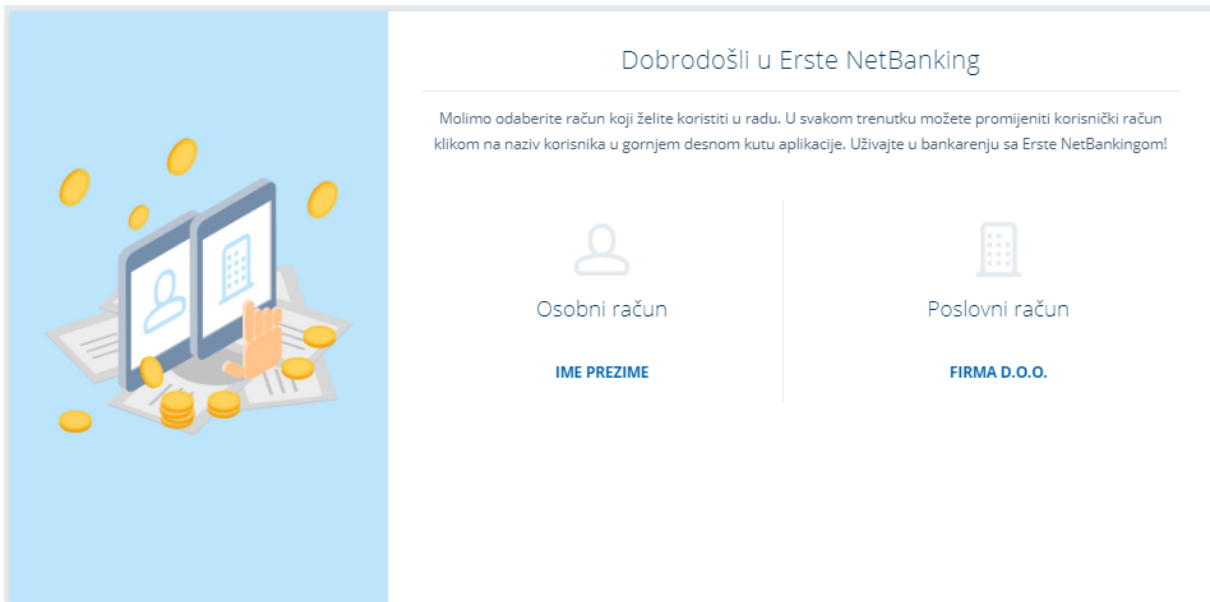 Dobrodošli u Erste NetBanking
Molimo odaberite račun koji želite koristiti u radu. U svakom trenutku možete promijeniti korisnički račun
klikom na naziv korisnika u gornjem desnom kutu aplikacije. Uživajte u bankarenju sa Erste NetBankingom!
Osobni račun
IME PREZIME
Poslovni račun
FIRMA D.O.O.